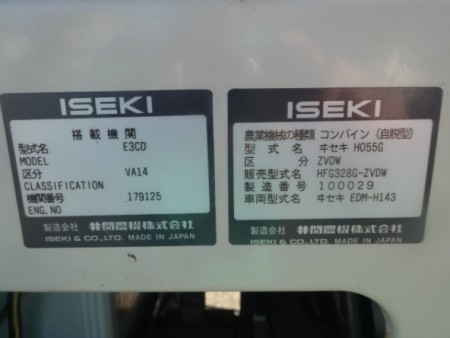 ISEKI
搭載機関
型式名 E3CD
MODEL
区分 VA14
CLASSIFICATION
機関番号 179125
ENG.NO
製造会社 井関農機株式会社
ISEKI & CO.,LTD. MADE IN JAPAN
ISEKI
農業機械の種類 コンバイン (自脱型)
型式名 ヰセキ HO55G
区分 ZVDW
販売型式名 HFG328G-ZVDW
製造番号 100029
車両型式名 ヰセキ EDM-H143
製造会社 井関農機株式会社
ISEKI & CO.,LTD. MADE IN JAPAN